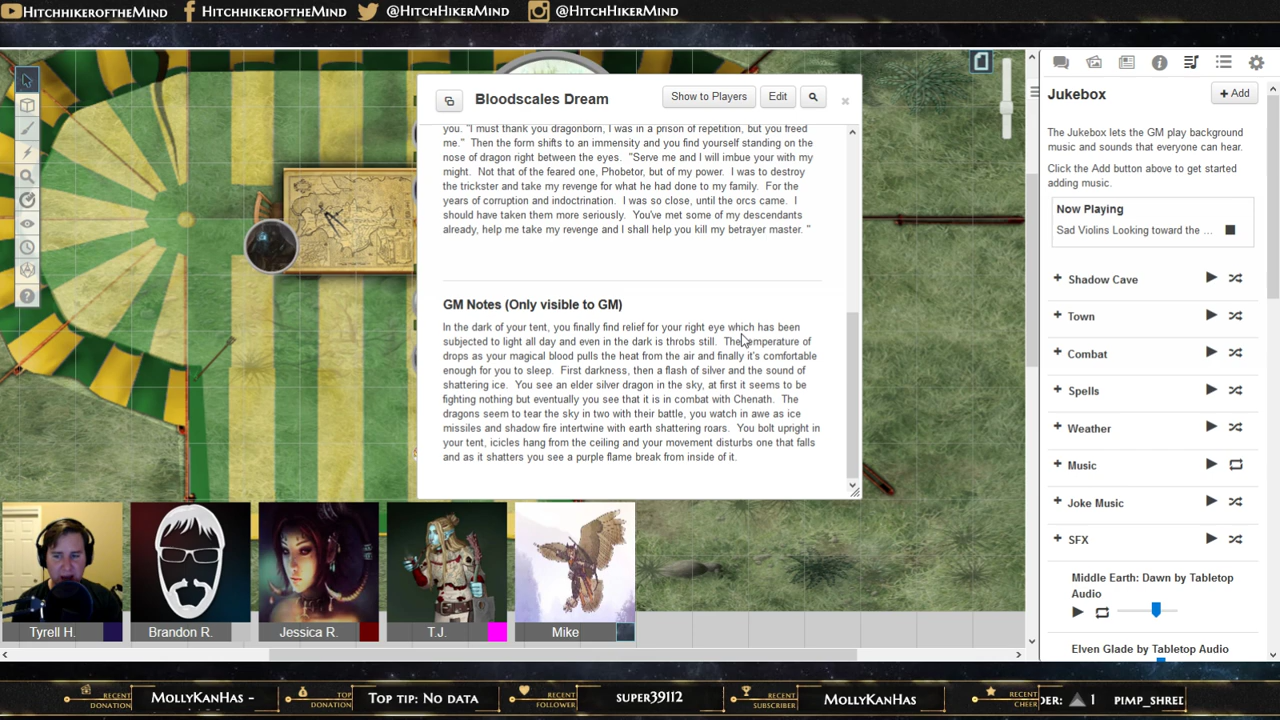 HitchhikeroftheMind
HitchhikeroftheMind
@HitchHikerMind
@HitchHikerMind
Bloodscales Dream
Show to Players
Edit
you. "I must thank you dragonborn, I was in a prison of repetition, but you freed
me."  Then the form shifts to an immensity and you find yourself standing on the
nose of dragon right between the eyes.  "Serve me and I will imbue your with my
might.  Not that of the feared one, Phobetor, but of my power.  I was to destroy
the trickster and take my revenge for what he had done to my family.  For the
years of corruption and indoctrination.  I was so close, until the orcs came.  I
should have taken them more seriously.  You've met some of my descendants
already, help me take my revenge and I shall help you kill my betrayer master. "
GM Notes (Only visible to GM)
In the dark of your tent, you finally find relief for your right eye which has been
subjected to light all day and even in the dark is throbs still.  The temperature of
drops as your magical blood pulls the heat from the air and finally it's comfortable
enough for you to sleep.  First darkness, then a flash of silver and the sound of
shattering ice.  You see an elder silver dragon in the sky, at first it seems to be
fighting nothing but eventually you see that it is in combat with Chenath.  The
dragons seem to tear the sky in two with their battle, you watch in awe as ice
missiles and shadow fire intertwine with earth shattering roars.  You bolt upright in
your tent, icicles hang from the ceiling and your movement disturbs one that falls
and as it shatters you see a purple flame break from inside of it.
Jukebox
+ Add
The Jukebox lets the GM play background
music and sounds that everyone can hear.
Click the Add button above to get started
adding music.
Now Playing
Sad Violins Looking toward the ...
+ Shadow Cave
+ Town
+ Combat
+ Spells
+ Weather
+ Music
+ Joke Music
+ SFX
Middle Earth: Dawn by Tabletop
Audio
Elven Glade by Tabletop Audio
Tyrell H.
Brandon R.
Jessica R.
T.J.
Mike
Recent Donation
MollyKanHas -
Top Donation
Top tip: No data
Recent Follower
super39112
Recent Subscriber
MollyKanHas
Recent Cheer
der: 1 pimp_shree